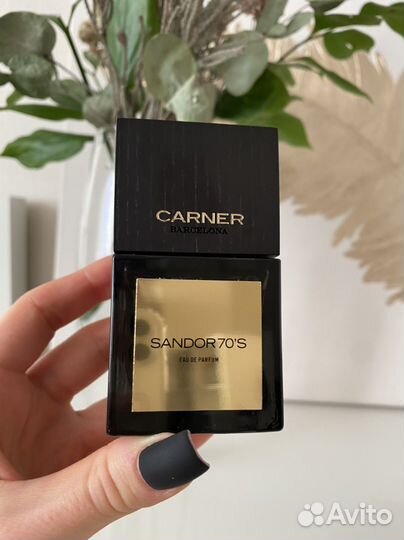 CARNER
BARCELONA
SANDOR 70'S
EAU DE PARFUM
Avito